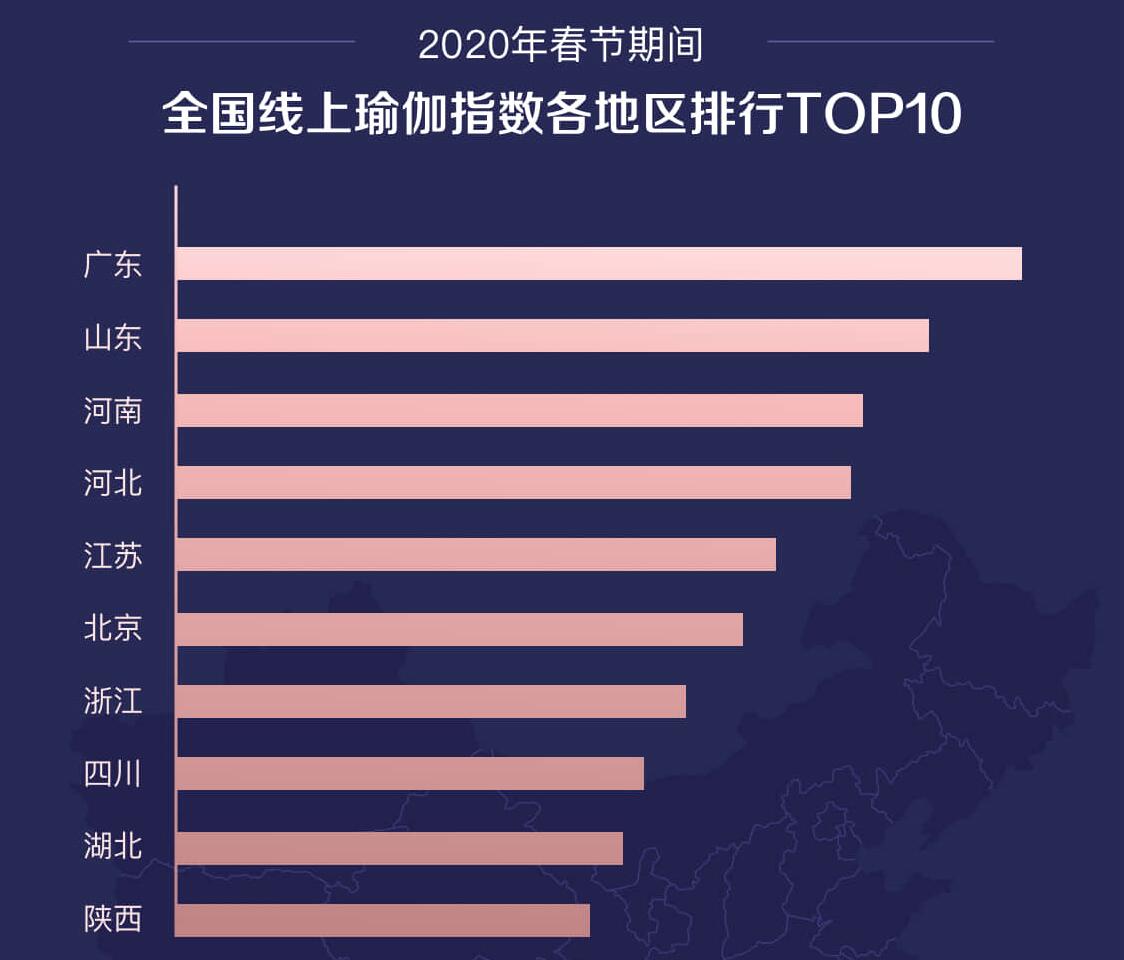 2020年春节期间
全国线上瑜伽指数各地区排行TOP10
广东
山东
河南
河北
江苏
北京
浙江
四川
湖北
陕西